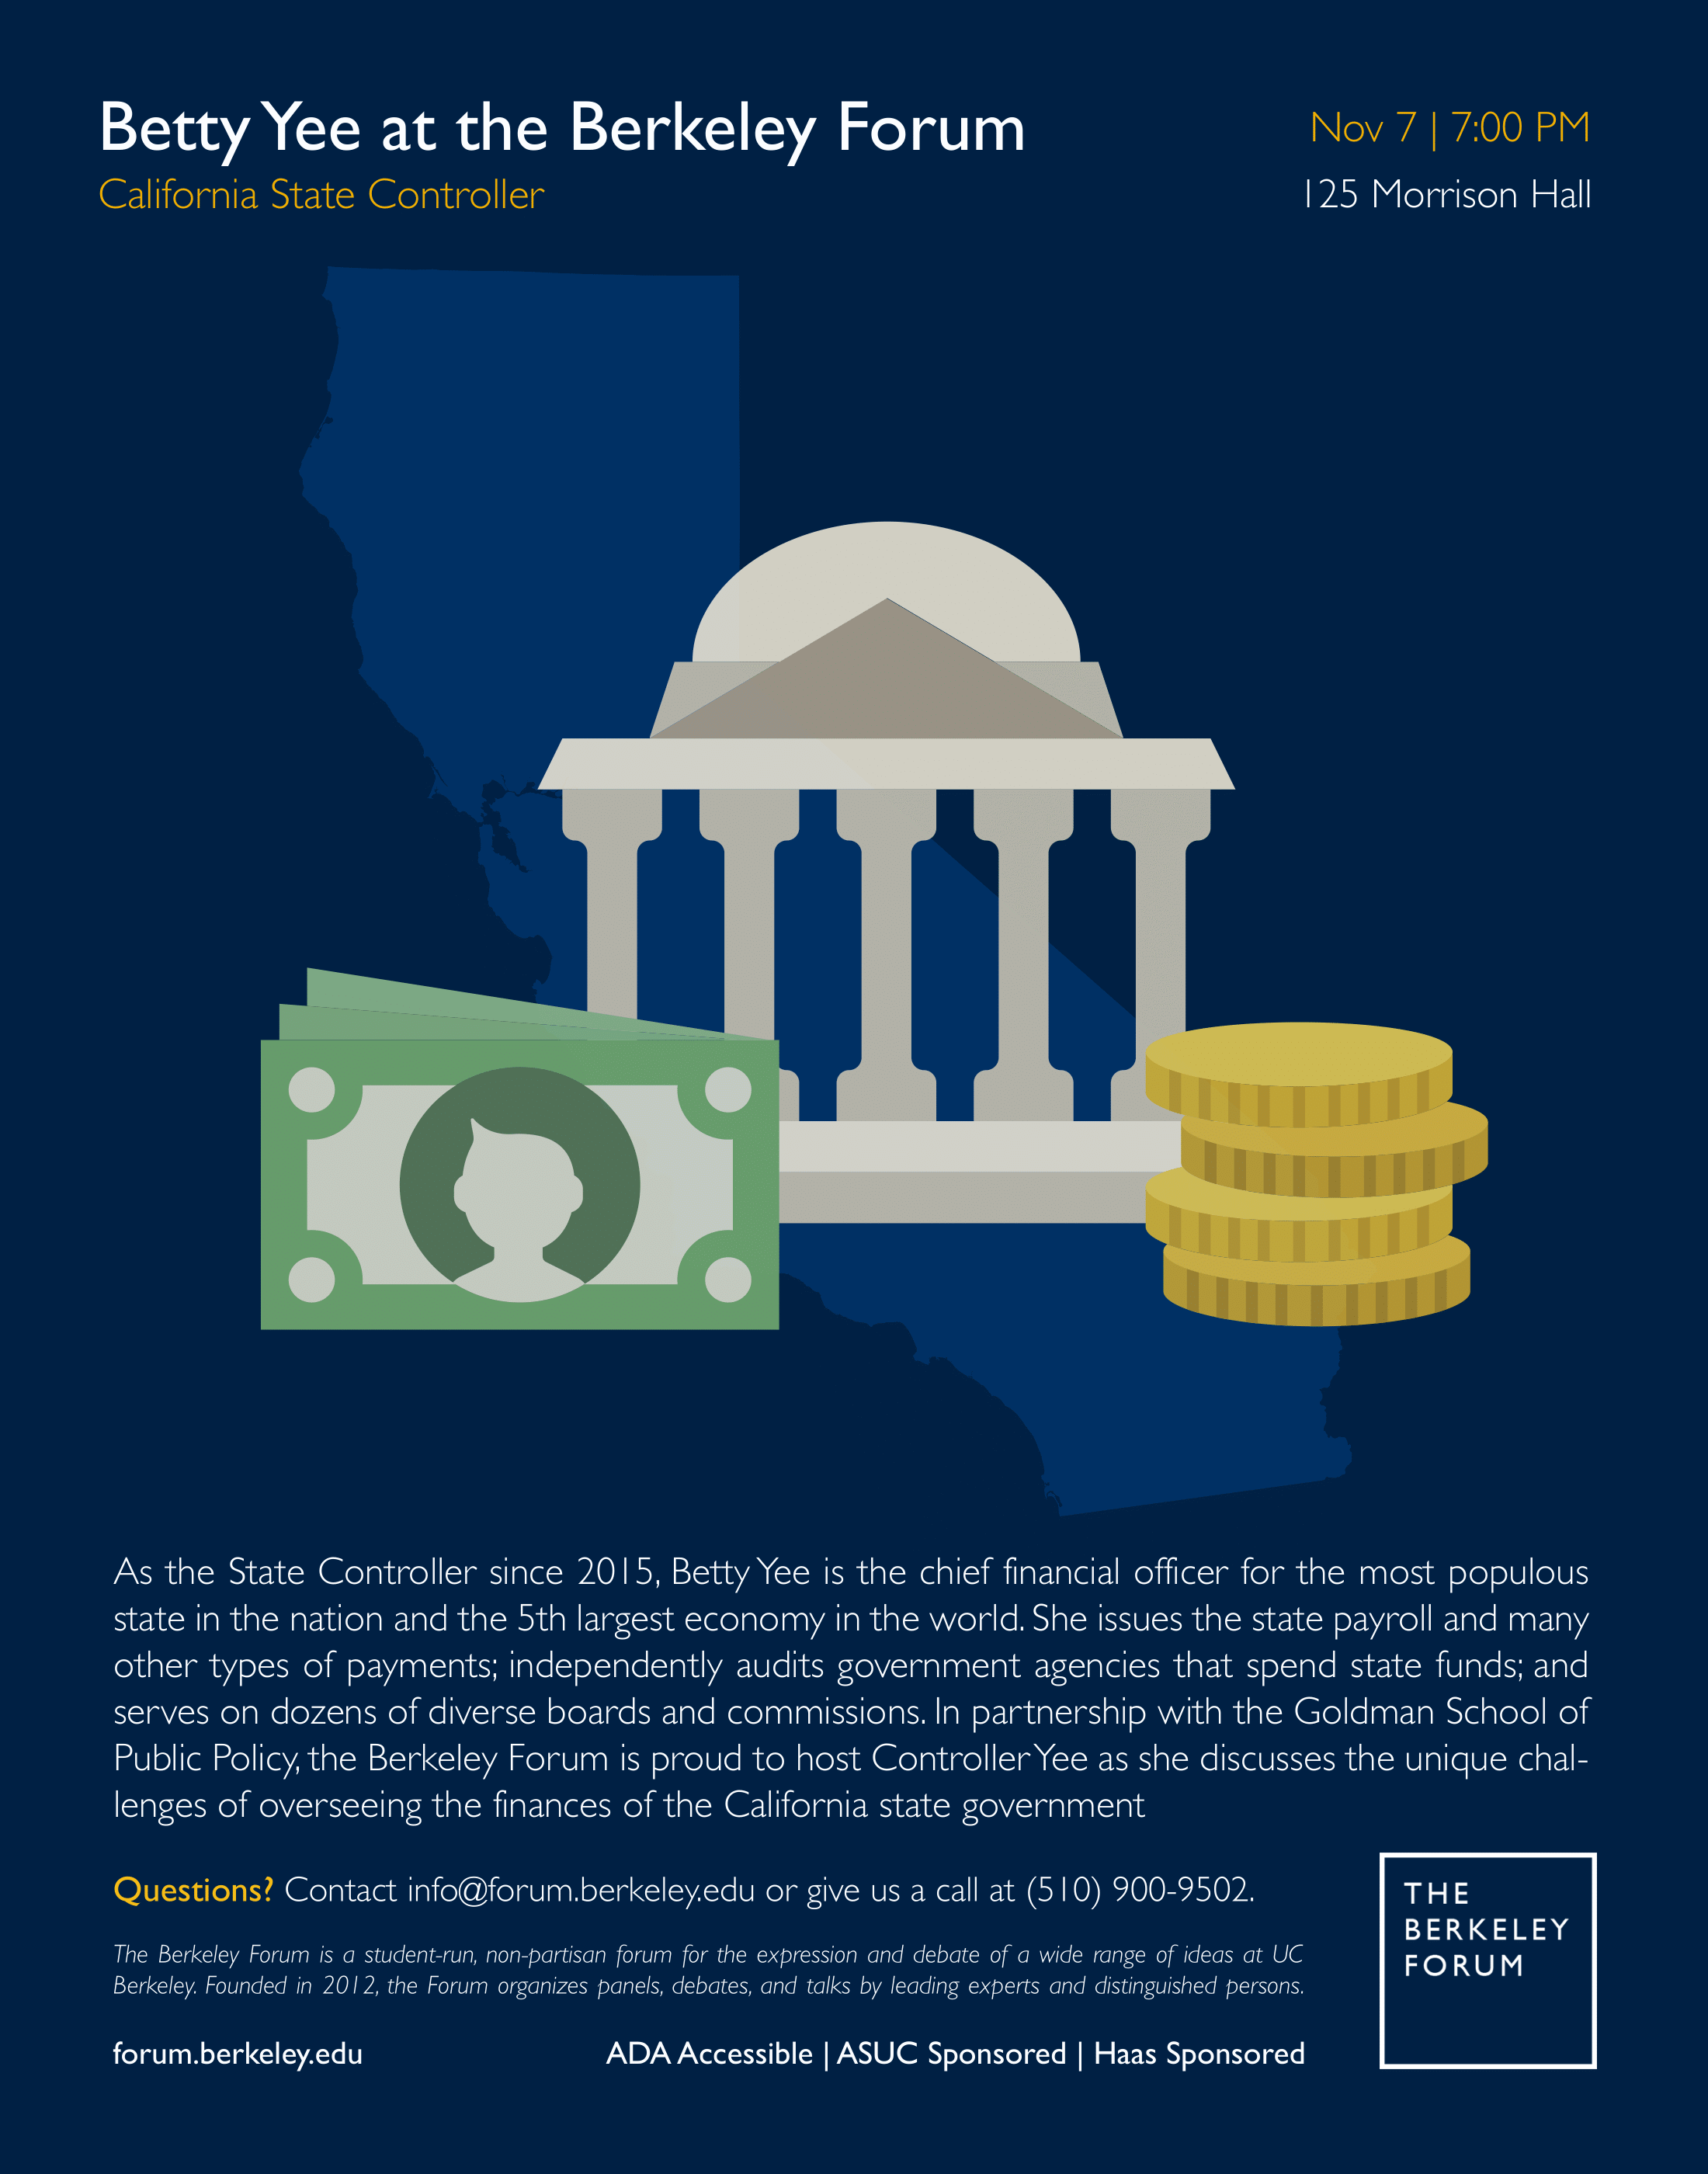 Betty Yee at the Berkeley Forum
California State Controller
Nov 7 | 7:00 PM
125 Morrison Hall
As the State Controller since 2015, Betty Yee is the chief financial officer for the most populous
state in the nation and the 5th largest economy in the world. She issues the state payroll and many
other types of payments; independently audits government agencies that spend state funds; and
serves on dozens of diverse boards and commissions. In partnership with the Goldman School of
Public Policy, the Berkeley Forum is proud to host Controller Yee as she discusses the unique chal-
lenges of overseeing the finances of the California state government
Questions? Contact info@forum.berkeley.edu or give us a call at (510) 900-9502.
The Berkeley Forum is a student-run, non-partisan forum for the expression and debate of a wide range of ideas at UC
Berkeley. Founded in 2012, the Forum organizes panels, debates, and talks by leading experts and distinguished persons.
forum.berkeley.edu
ADA Accessible | ASUC Sponsored | Haas Sponsored
THE
BERKELEY
FORUM